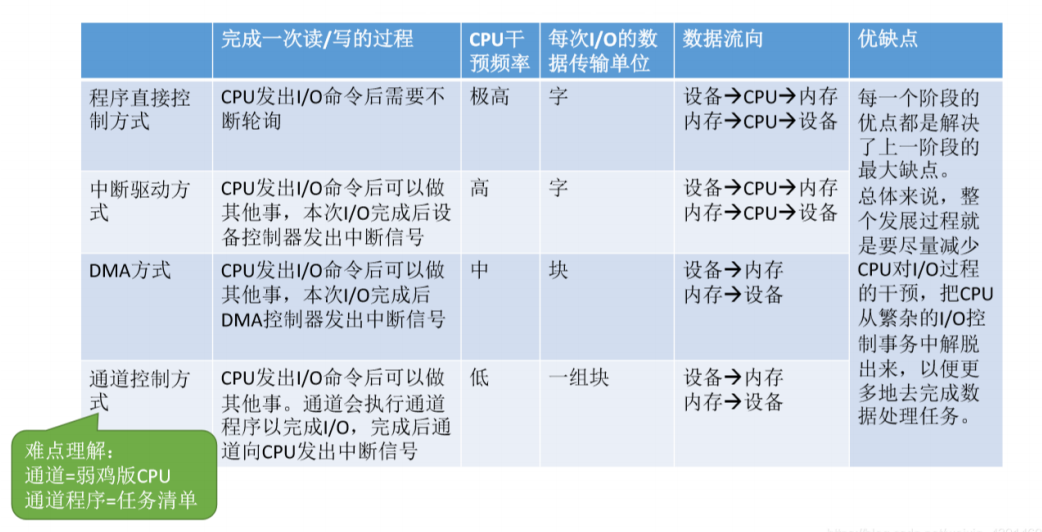 完成一次读/写的过程
CPU干
预频率
每次I/O的数
据传输单位
数据流向
优缺点
程序直接控
制方式
CPU发出I/O命令后需要不
断轮询
极高
字
设备→CPU→内存
内存→CPU→设备
每一个阶段的
优点都是解决
了上一阶段的
最大缺点。
总体来说，整
个发展过程就
是要尽量减少
CPU对I/O过程
的干预，把CPU
从繁杂的I/O控
制事务中解脱
出来，以便更
多地去完成数
据处理任务。
中断驱动方
式
CPU发出I/O命令后可以做
其他事，本次I/O完成后设
备控制器发出中断信号
高
字
设备→CPU→内存
内存→CPU→设备
DMA方式
CPU发出I/O命令后可以做
其他事，本次I/O完成后
DMA控制器发出中断信号
中
块
设备→内存
内存→设备
通道控制方
式
CPU发出I/O命令后可以做
其他事。通道会执行通道
程序以完成I/O，完成后通
道向CPU发出中断信号
低
一组块
设备→内存
内存→设备
难点理解：
通道=弱鸡版CPU
通道程序=任务清单